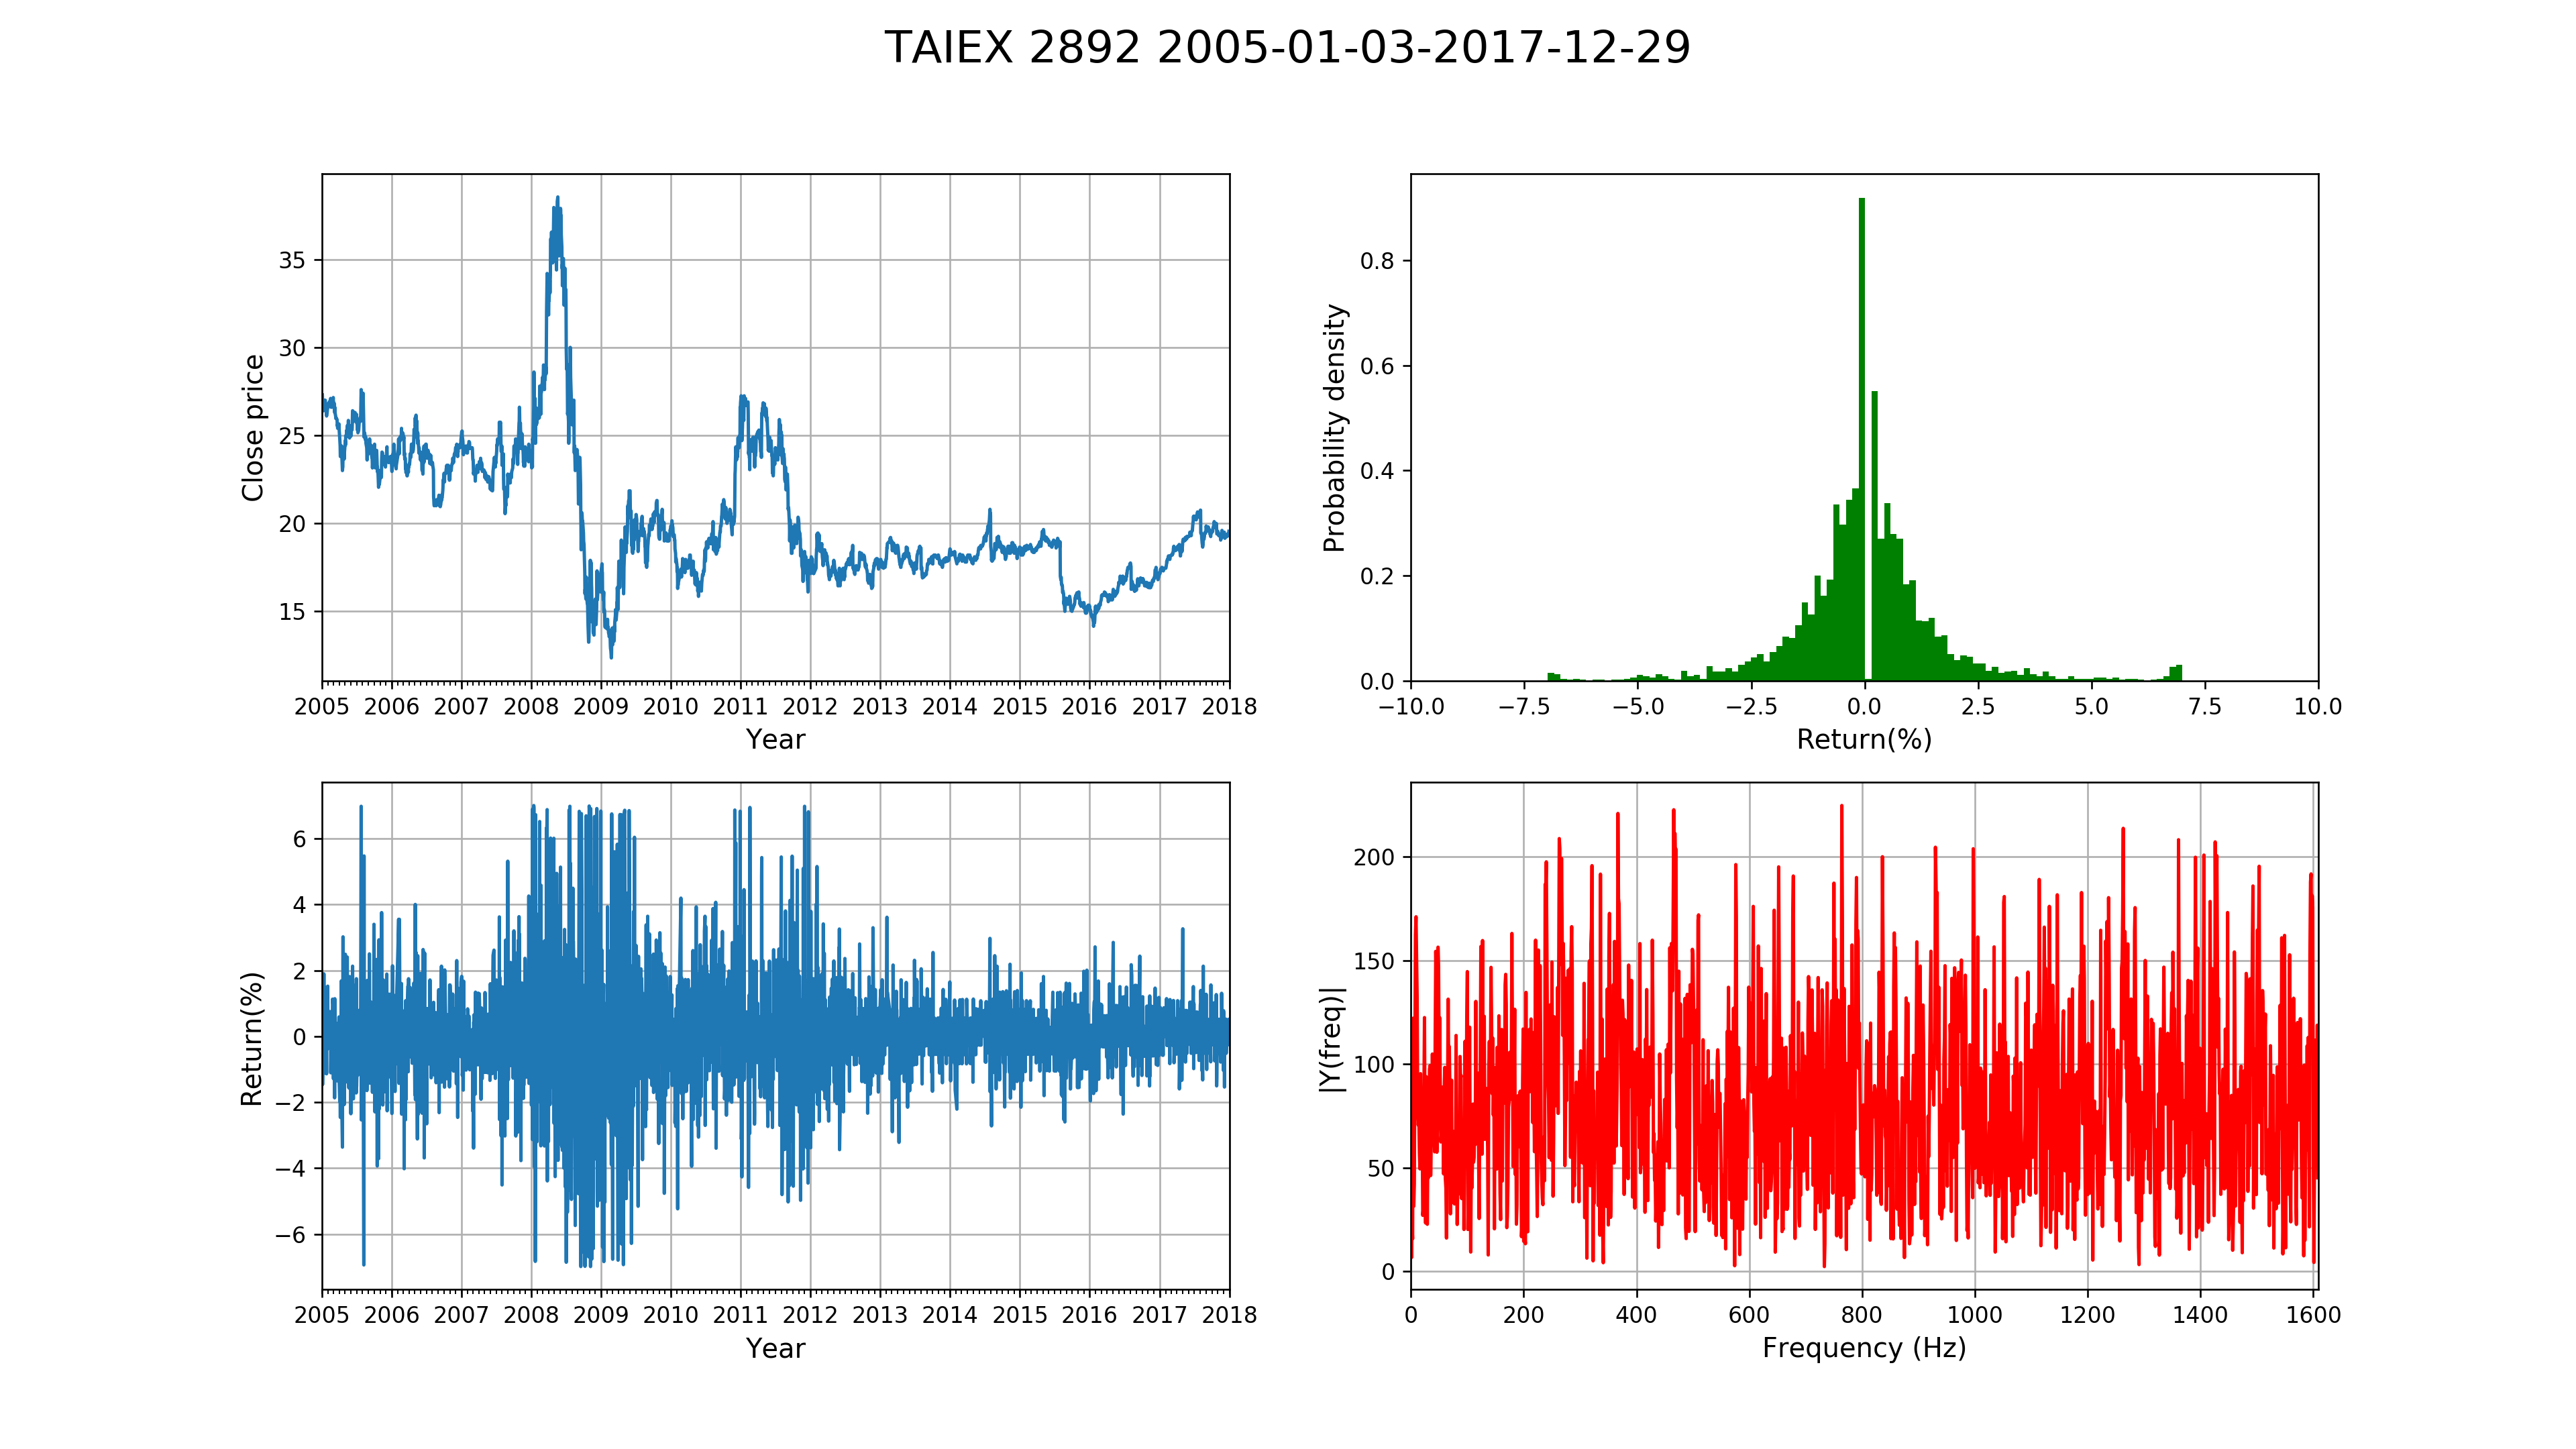 TAIEX 2892 2005-01-03-2017-12-29
Close price
35
30
25
20
15
2005 2006 2007 2008 2009 2010 2011 2012 2013 2014 2015 2016 2017 2018
Year
Probability density
0.8
0.6
0.4
0.2
0.0
−10.0 −7.5 −5.0 −2.5 0.0 2.5 5.0 7.5 10.0
Return(%)
Return(%)
6
4
2
0
−2
−4
−6
2005 2006 2007 2008 2009 2010 2011 2012 2013 2014 2015 2016 2017 2018
Year
|Y(freq)|
200
150
100
50
0
0 200 400 600 800 1000 1200 1400 1600
Frequency (Hz)